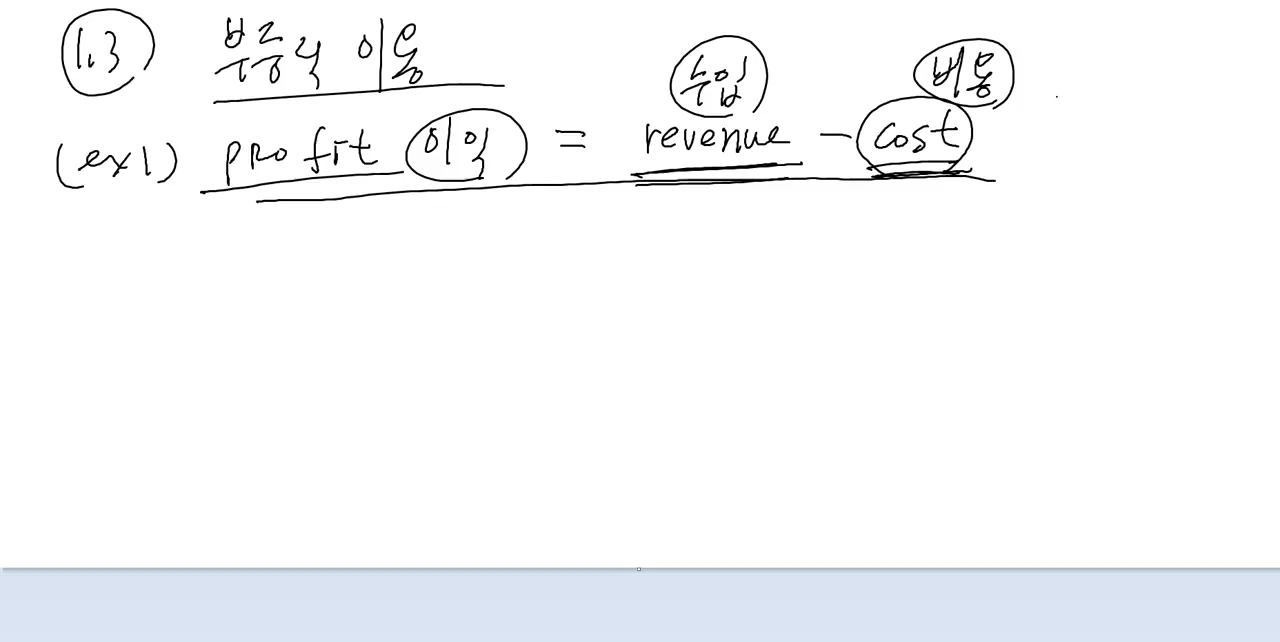 1.3 부등식 이용
수입 비용
(ex1) profit 이익 = revenue - cost